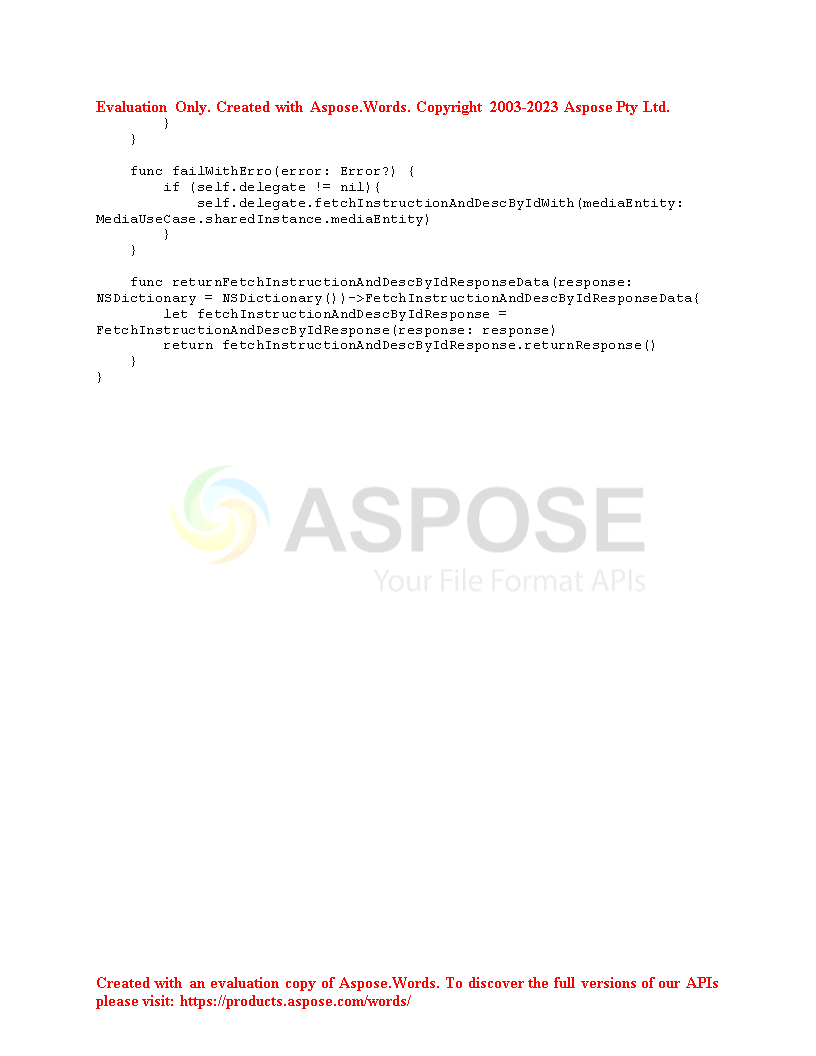 Evaluation Only. Created with Aspose.Words. Copyright 2003-2023 Aspose Pty Ltd.
        }
    }

    func failWithErro(error: Error?) {
        if (self.delegate != nil){
            self.delegate.fetchInstructionAndDescByIdWith(mediaEntity:
MediaUseCase.sharedInstance.mediaEntity)
        }
    }

    func returnFetchInstructionAndDescByIdResponseData(response:
NSDictionary = NSDictionary())->FetchInstructionAndDescByIdResponseData{
        let fetchInstructionAndDescByIdResponse =
FetchInstructionAndDescByIdResponse(response: response)
        return fetchInstructionAndDescByIdResponse.returnResponse()
    }
}
ASPOSE
Your File Format APIs
Created with an evaluation copy of Aspose.Words. To discover the full versions of our APIs
please visit: https://products.aspose.com/words/